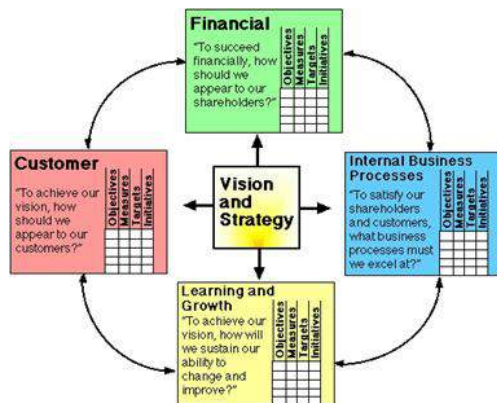 Financial
"To succeed
financially, how
should we
appear to our
shareholders?"
Objectives
Measures
Targets
Initiatives
Customer
"To achieve our
vision, how
should we
appear to our
customers?"
Objectives
Measures
Targets
Initiatives
Vision
and
Strategy
Internal Business
Processes
"To satisfy our
shareholders
and customers,
what business
processes must
we excel at?"
Objectives
Measures
Targets
Initiatives
Learning and
Growth
"To achieve our
vision, how will
we sustain our
ability to
change and
improve?"
Objectives
Measures
Targets
Initiatives